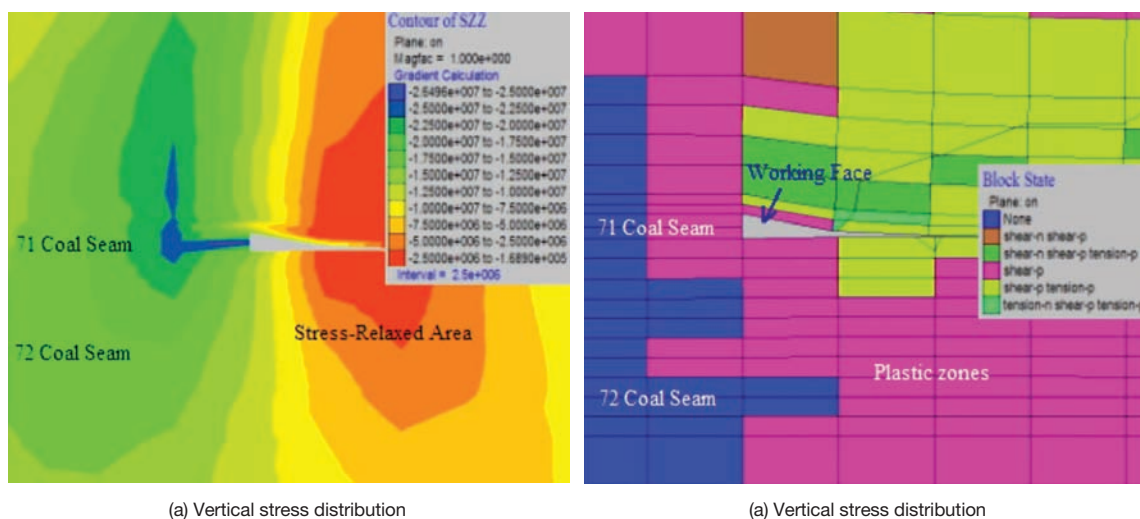 Contour of SZZ
Plane: on
Magfac = 1.000e+000
Gradient Calculation
-2.6496e+007 to -2.5000e+007
-2.5000e+007 to -2.2500e+007
-2.2500e+007 to -2.0000e+007
-2.0000e+007 to -1.7500e+007
-1.7500e+007 to -1.5000e+007
-1.5000e+007 to -1.2500e+007
-1.2500e+007 to -1.0000e+007
-1.0000e+007 to -7.5000e+006
-7.5000e+006 to -5.0000e+006
-5.0000e+006 to -2.5000e+006
-2.5000e+006 to -1.6890e+005
Interval = 2.5e+006
71 Coal Seam
Stress-Relaxed Area
72 Coal Seam
(a) Vertical stress distribution
Working Face
Block State
Plane: on
None
shear-n shear-p
shear-n shear-p tension-p
shear-p
shear-p tension-p
tension-n shear-p tension-p
71 Coal Seam
Plastic zones
72 Coal Seam
(a) Vertical stress distribution